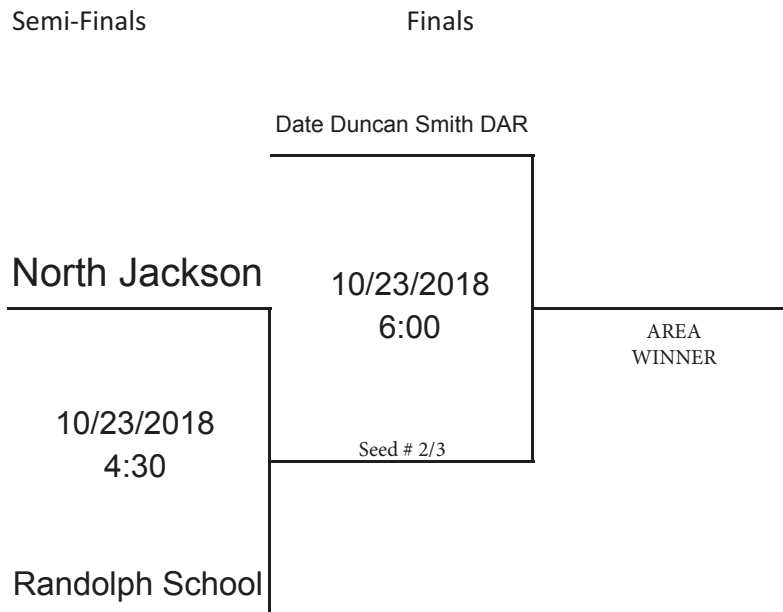 Semi-Finals
Finals
Date Duncan Smith DAR
North Jackson
10/23/2018
6:00
AREA
WINNER
10/23/2018
4:30
Seed # 2/3
Randolph School